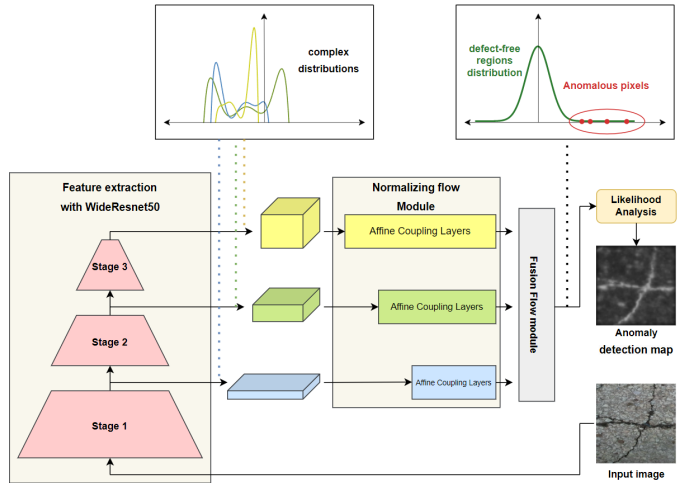 complex
distributions
defect-free
regions
distribution
Anomalous pixels
Feature extraction
with WideResnet50
Normalizing flow
Module
Likelihood
Analysis
Stage 3
Affine Coupling Layers
Stage 2
Affine Coupling Layers
Fusion Flow module
Anomaly
detection map
Stage 1
Affine Coupling Layers
Input image